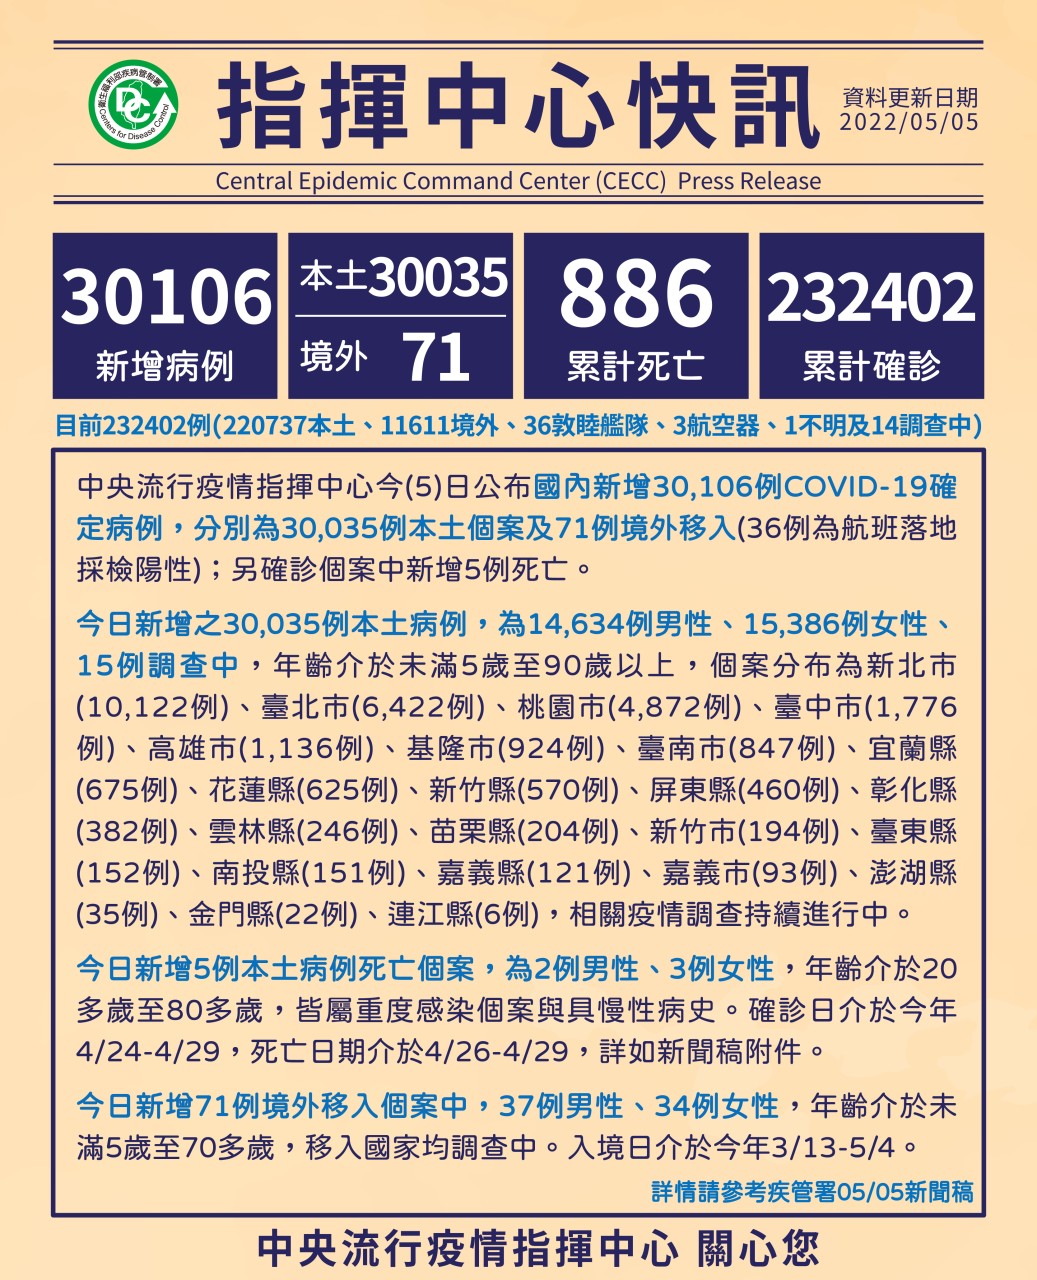 衛生福利部疾病管制署
CDC
Centers for Disease Control
指揮中心快訊
資料更新日期
2022/05/05
Central Epidemic Command Center (CECC) Press Release
30106
新增病例
本土30035
境外 71
886
累計死亡
232402
累計確診
目前232402例(220737本土、11611境外、36敦睦艦隊、3航空器、1不明及14調查中)
中央流行疫情指揮中心今(5)日公布國內新增30,106例COVID-19確
定病例，分別為30,035例本土個案及71例境外移入(36例為航班落地
採檢陽性)；另確診個案中新增5例死亡。
今日新增之30,035例本土病例，為14,634例男性、15,386例女性、
15例調查中，年齡介於未滿5歲至90歲以上，個案分布為新北市
(10,122例)、臺北市(6,422例)、桃園市(4,872例)、臺中市(1,776
例)、高雄市(1,136例)、基隆市(924例)、臺南市(847例)、宜蘭縣
(675例)、花蓮縣(625例)、新竹縣(570例)、屏東縣(460例)、彰化縣
(382例)、雲林縣(246例)、苗栗縣(204例)、新竹市(194例)、臺東縣
(152例)、南投縣(151例)、嘉義縣(121例)、嘉義市(93例)、澎湖縣
(35例)、金門縣(22例)、連江縣(6例)，相關疫情調查持續進行中。
今日新增5例本土病例死亡個案，為2例男性、3例女性，年齡介於20
多歲至80多歲，皆屬重度感染個案與具慢性病史。確診日介於今年
4/24-4/29，死亡日期介於4/26-4/29，詳如新聞稿附件。
今日新增71例境外移入個案中，37例男性、34例女性，年齡介於未
滿5歲至70多歲，移入國家均調查中。入境日介於今年3/13-5/4。
詳情請參考疾管署05/05新聞稿
中央流行疫情指揮中心 關心您